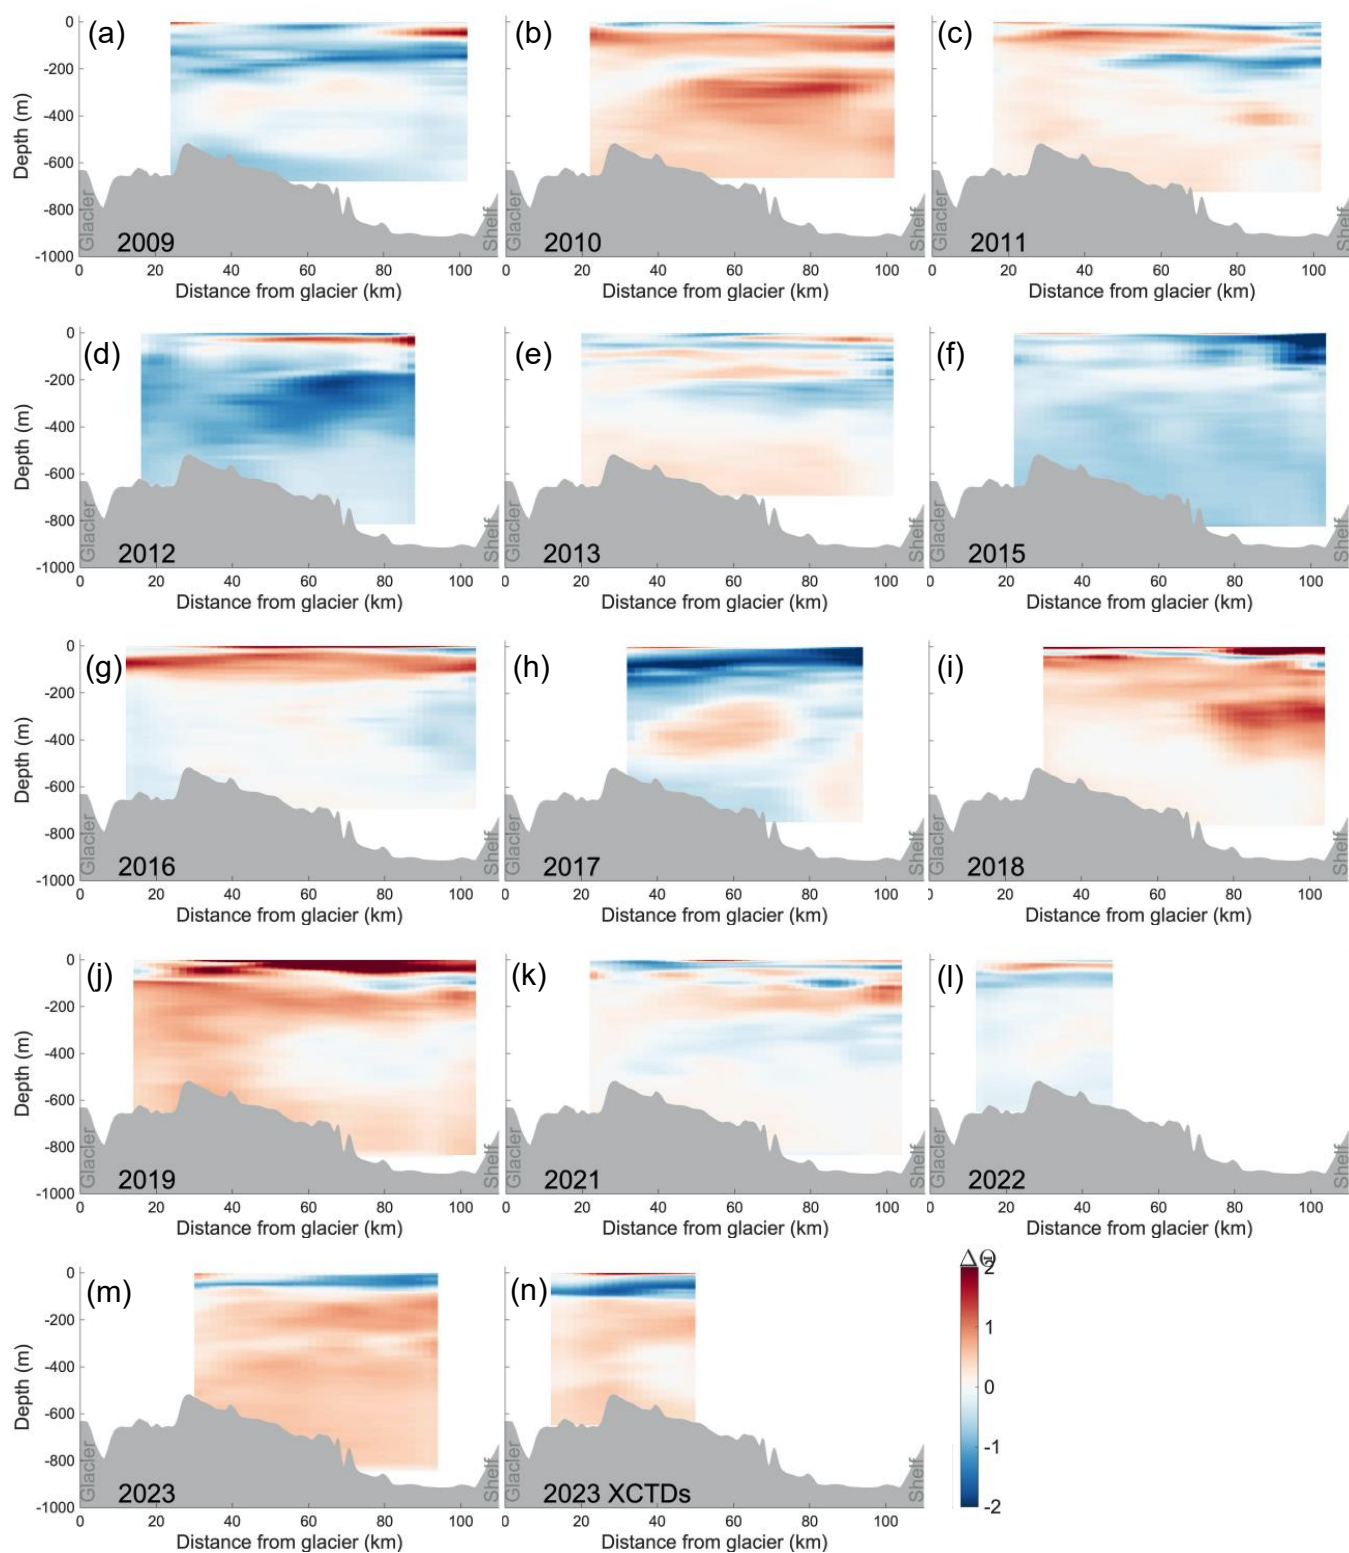 (a) (b) (c)
0
-200
-400
-600
-800
-1000
Depth (m)
Glacier Shelf Glacier Shelf Glacier Shelf
2009 2010 2011
0 20 40 60 80 100 0 20 40 60 80 100 0 20 40 60 80 100
Distance from glacier (km) Distance from glacier (km) Distance from glacier (km)
(d) (e) (f)
0
-200
-400
-600
-800
-1000
Depth (m)
Glacier Shelf Glacier Shelf Glacier Shelf
2012 2013 2015
0 20 40 60 80 100 0 20 40 60 80 100 0 20 40 60 80 100
Distance from glacier (km) Distance from glacier (km) Distance from glacier (km)
(g) (h) (i)
0
-200
-400
-600
-800
-1000
Depth (m)
Glacier Shelf Glacier Shelf Glacier Shelf
2016 2017 2018
0 20 40 60 80 100 0 20 40 60 80 100 0 20 40 60 80 100
Distance from glacier (km) Distance from glacier (km) Distance from glacier (km)
(j) (k) (l)
0
-200
-400
-600
-800
-1000
Depth (m)
Glacier Shelf Glacier Shelf Glacier Shelf
2019 2021 2022
0 20 40 60 80 100 0 20 40 60 80 100 0 20 40 60 80 100
Distance from glacier (km) Distance from glacier (km) Distance from glacier (km)
(m) (n)
0
-200
-400
-600
-800
-1000
Depth (m)
Glacier Shelf Glacier Shelf
2023 2023 XCTDs
0 20 40 60 80 100 0 20 40 60 80 100
Distance from glacier (km) Distance from glacier (km)
ΔΘ
2
1
0
-1
-2